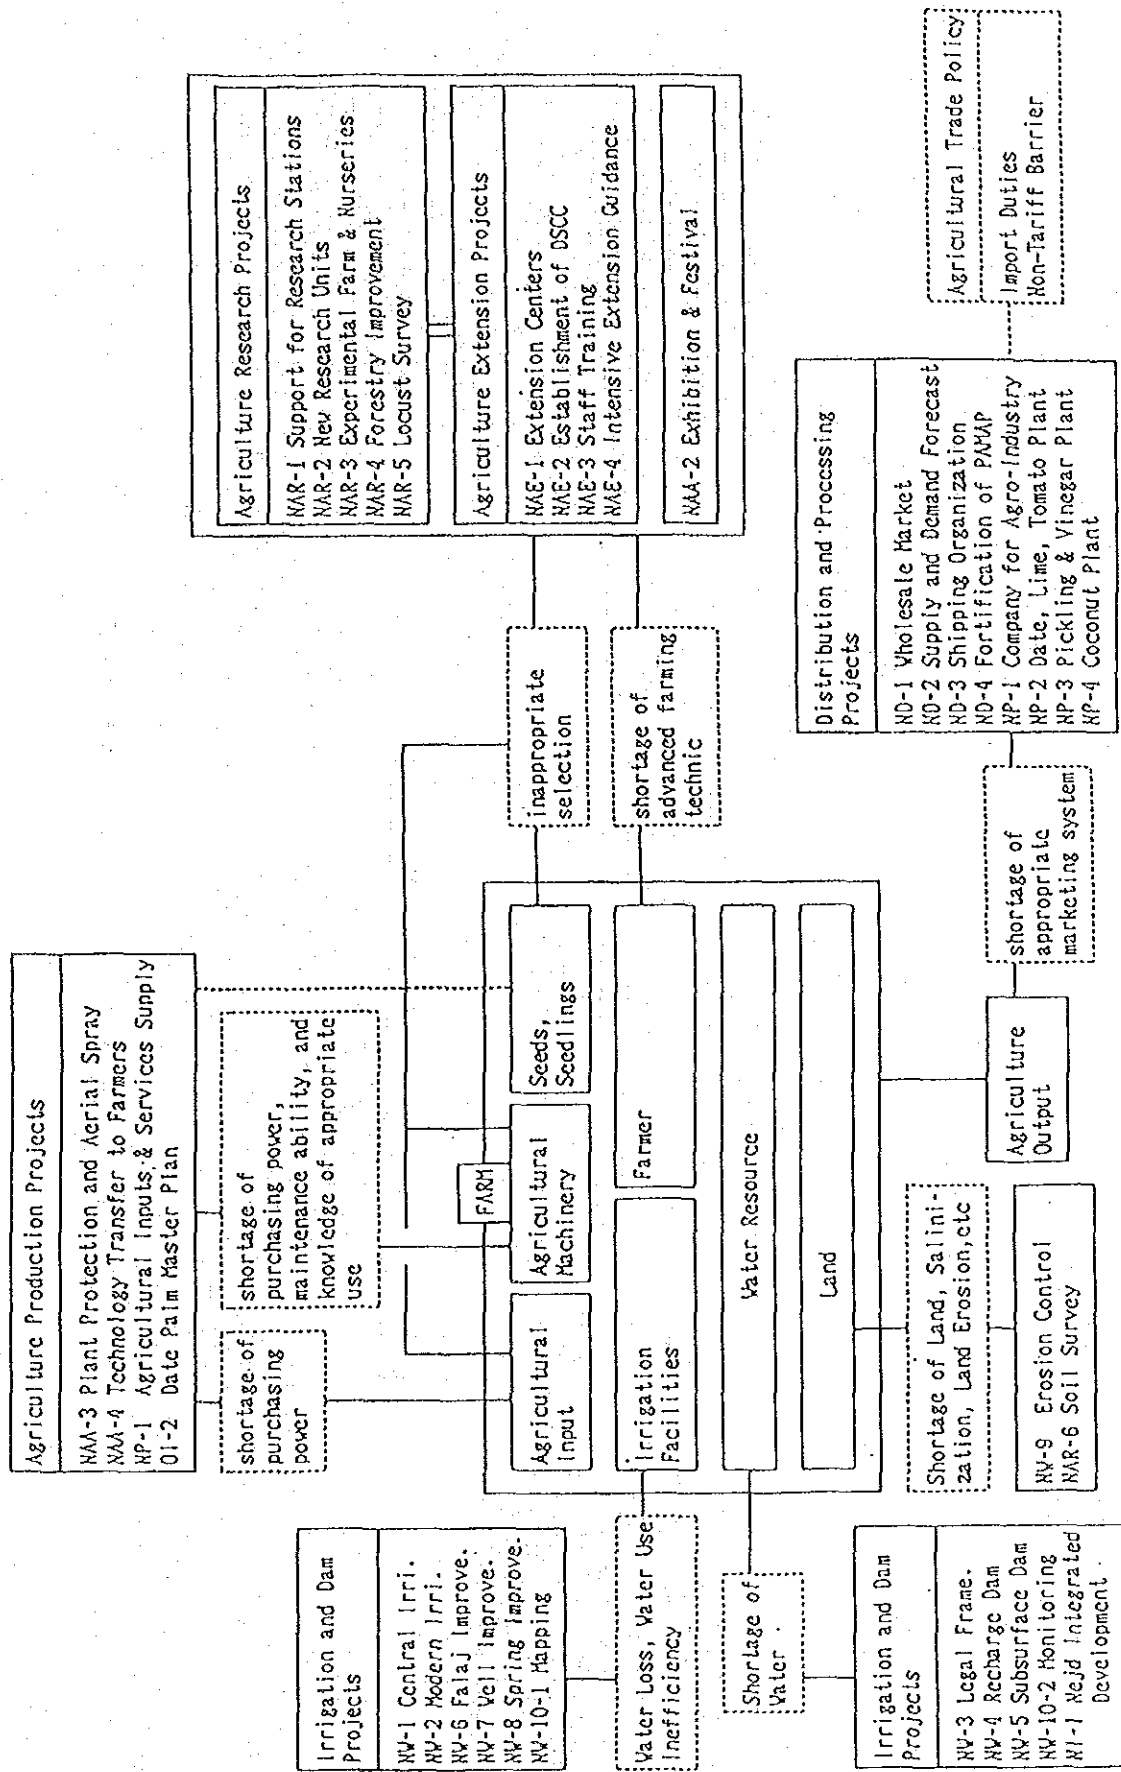 Agriculture Production Projects
NAA-3 Plant Protection and Aerial Spray
NAA-4 Technology Transfer to Farmers
NP-1 Agricultural Inputs & Services Supply
OI-2 Date Palm Master Plan
shortage of
purchasing
power
shortage of
purchasing power,
maintenance ability, and
knowledge of appropriate
use
Irrigation and Dam
Projects
NW-1 Central Irri.
NW-2 Modern Irri.
NW-6 Falaj Improve.
NW-7 Well Improve.
NW-8 Spring Improve.
NW-10-1 Mapping
Water Loss, Water Use
Inefficiency
Shortage of
Water
Irrigation and Dam
Projects
NW-3 Legal Frame.
NW-4 Recharge Dam
NW-5 Subsurface Dam
NW-10-2 Monitoring
NI-1 Nejd Integrated
Development.
FARM
Agricultural
Input
Agricultural
Machinery
Seeds,
Seedlings
Irrigation
Facilities
Farmer
Water Resource
Land
Shortage of Land, Salini-
zation, Land Erosion,etc
NW-9 Erosion Control
NAR-6 Soil Survey
Agriculture
Output
inappropriate
selection
shortage of
advanced farming
technic
Agriculture Research Projects
NAR-1 Support for Research Stations
NAR-2 New Research Units
NAR-3 Experimental Farm & Nurseries
NAR-4 Forestry Improvement
NAR-5 Locust Survey
Agriculture Extension Projects
NAE-1 Extension Centers
NAE-2 Establishment of DSCC
NAE-3 Staff Training
NAE-4 Intensive Extension Guidance
NAA-2 Exhibition & Festival
shortage of
appropriate
marketing system
Distribution and Processing
Projects
ND-1 Wholesale Market
ND-2 Supply and Demand Forecast
ND-3 Shipping Organization
ND-4 Fortification of PAMAP
NP-1 Company for Agro-Industry
NP-2 Date, Lime, Tomato Plant
NP-3 Pickling & Vinegar Plant
NP-4 Coconut Plant
Agricultural Trade Policy
Import Duties
Non-Tariff Barrier